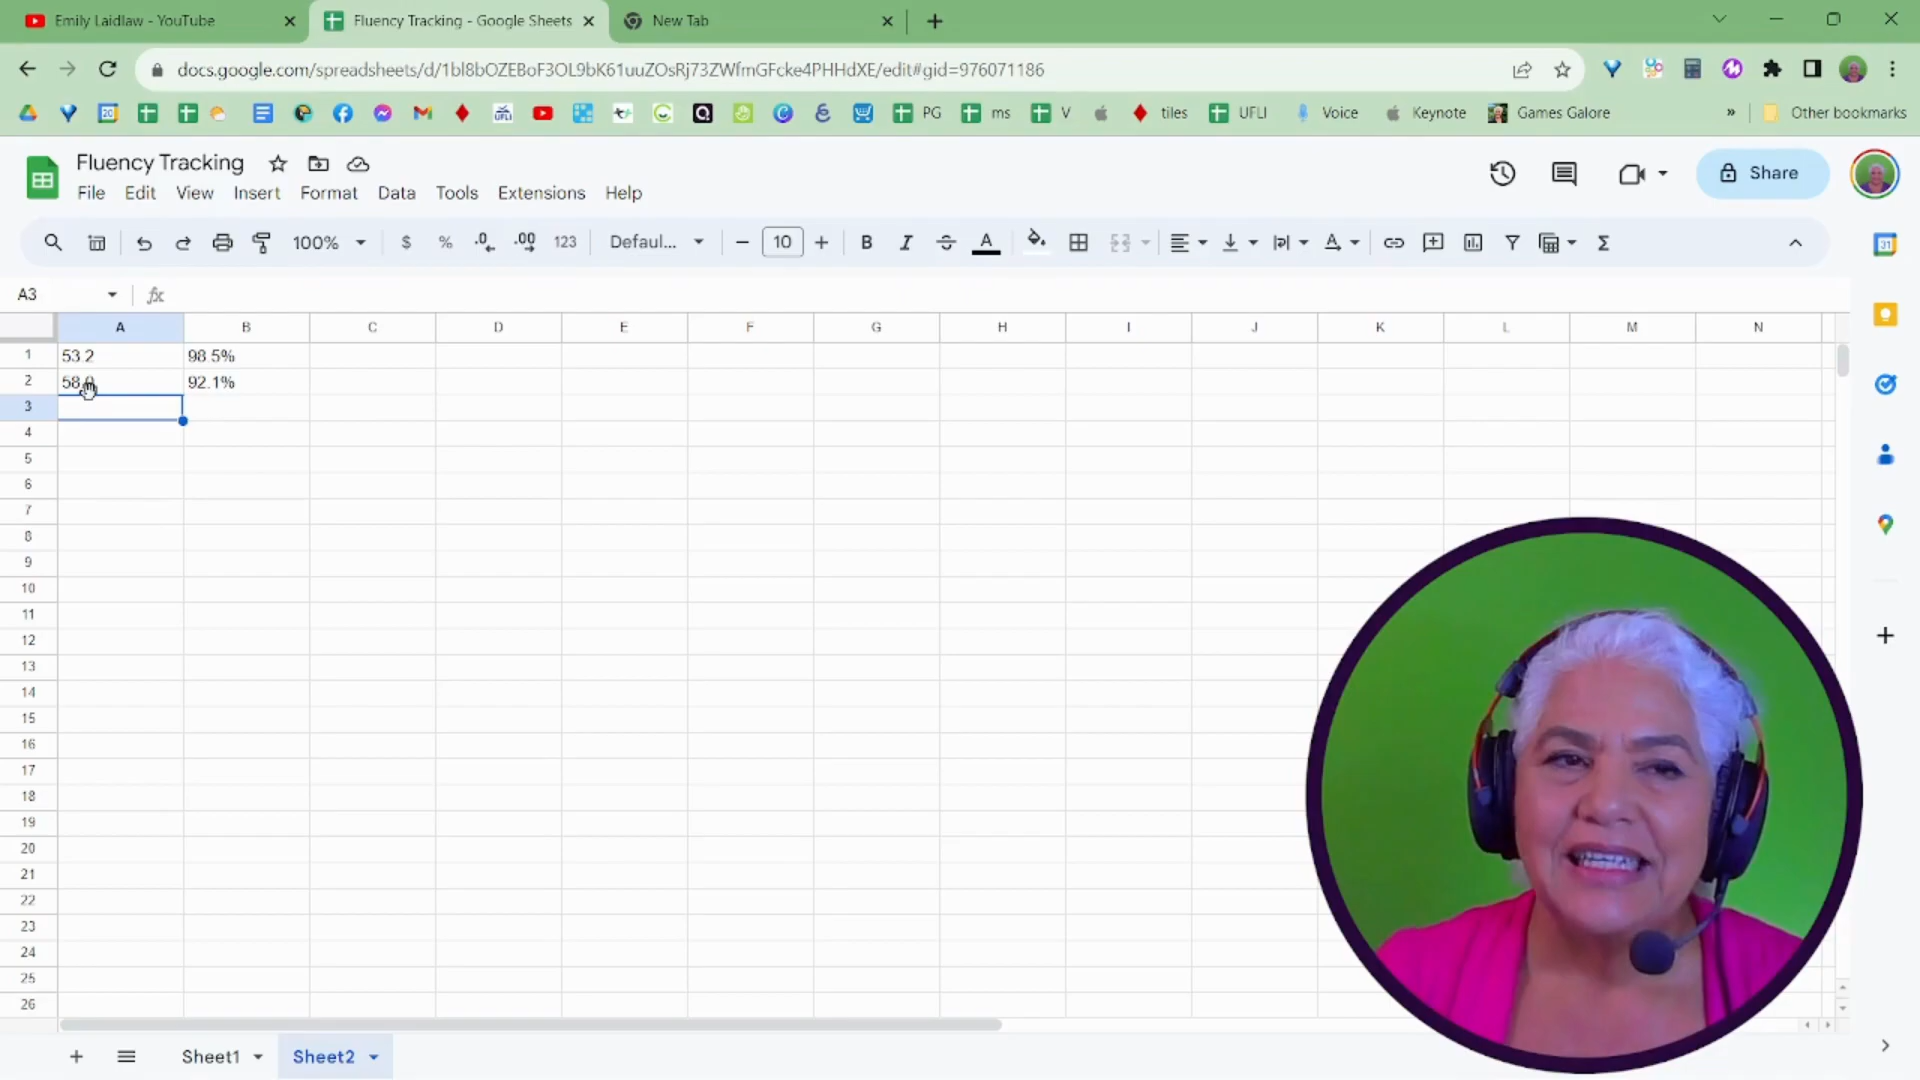 Emily Laidlaw - YouTube
Fluency Tracking - Google Sheets
New Tab
docs.google.com/spreadsheets/d/1bl8bOZEBoF3OL9bK61uuZOsRj73ZWfmGFcke4PHHdXE/edit#gid=976071186
PG ms V tiles UFLI Voice Keynote Games Galore » Other bookmarks
Fluency Tracking
File Edit View Insert Format Data Tools Extensions Help
Share
100% $ % .0 .00 123 Defaul... 10 B I A
A3 fx
A B C D E F G H I J K L M N
1 53.2 98.5%
2 92.1%
3
4
5
6
7
8
9
10
11
12
13
14
15
16
17
18
19
20
21
22
23
24
25
26
Sheet1 Sheet2